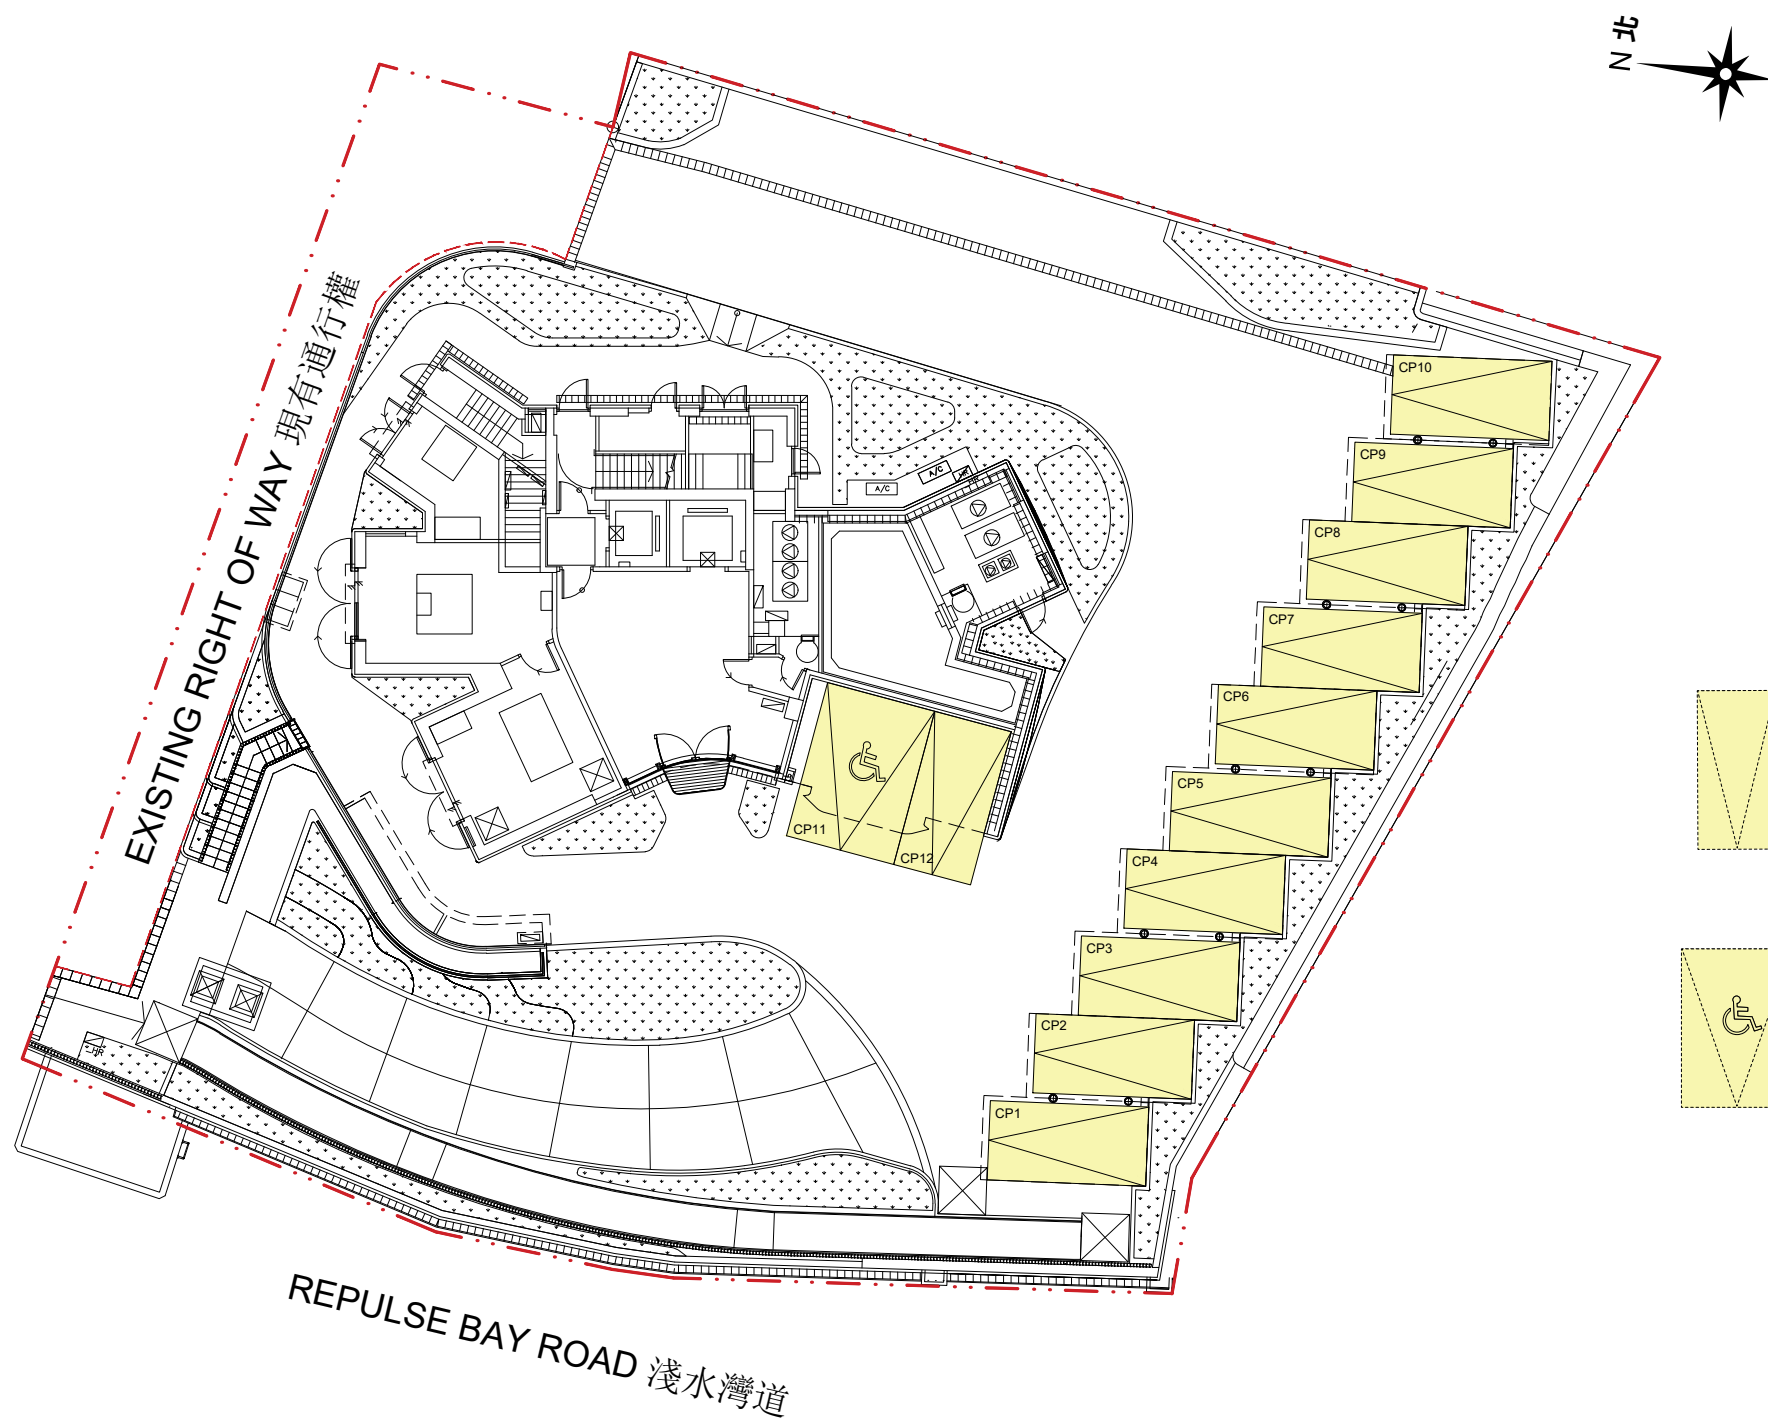 北
N
EXISTING RIGHT OF WAY 現有通行權
CP10
CP9
A/C
A/C
CP8
CP7
CP6
CP5
CP11
CP12
CP4
CP3
CP2
HR
CP1
REPULSE BAY ROAD 淺水灣道